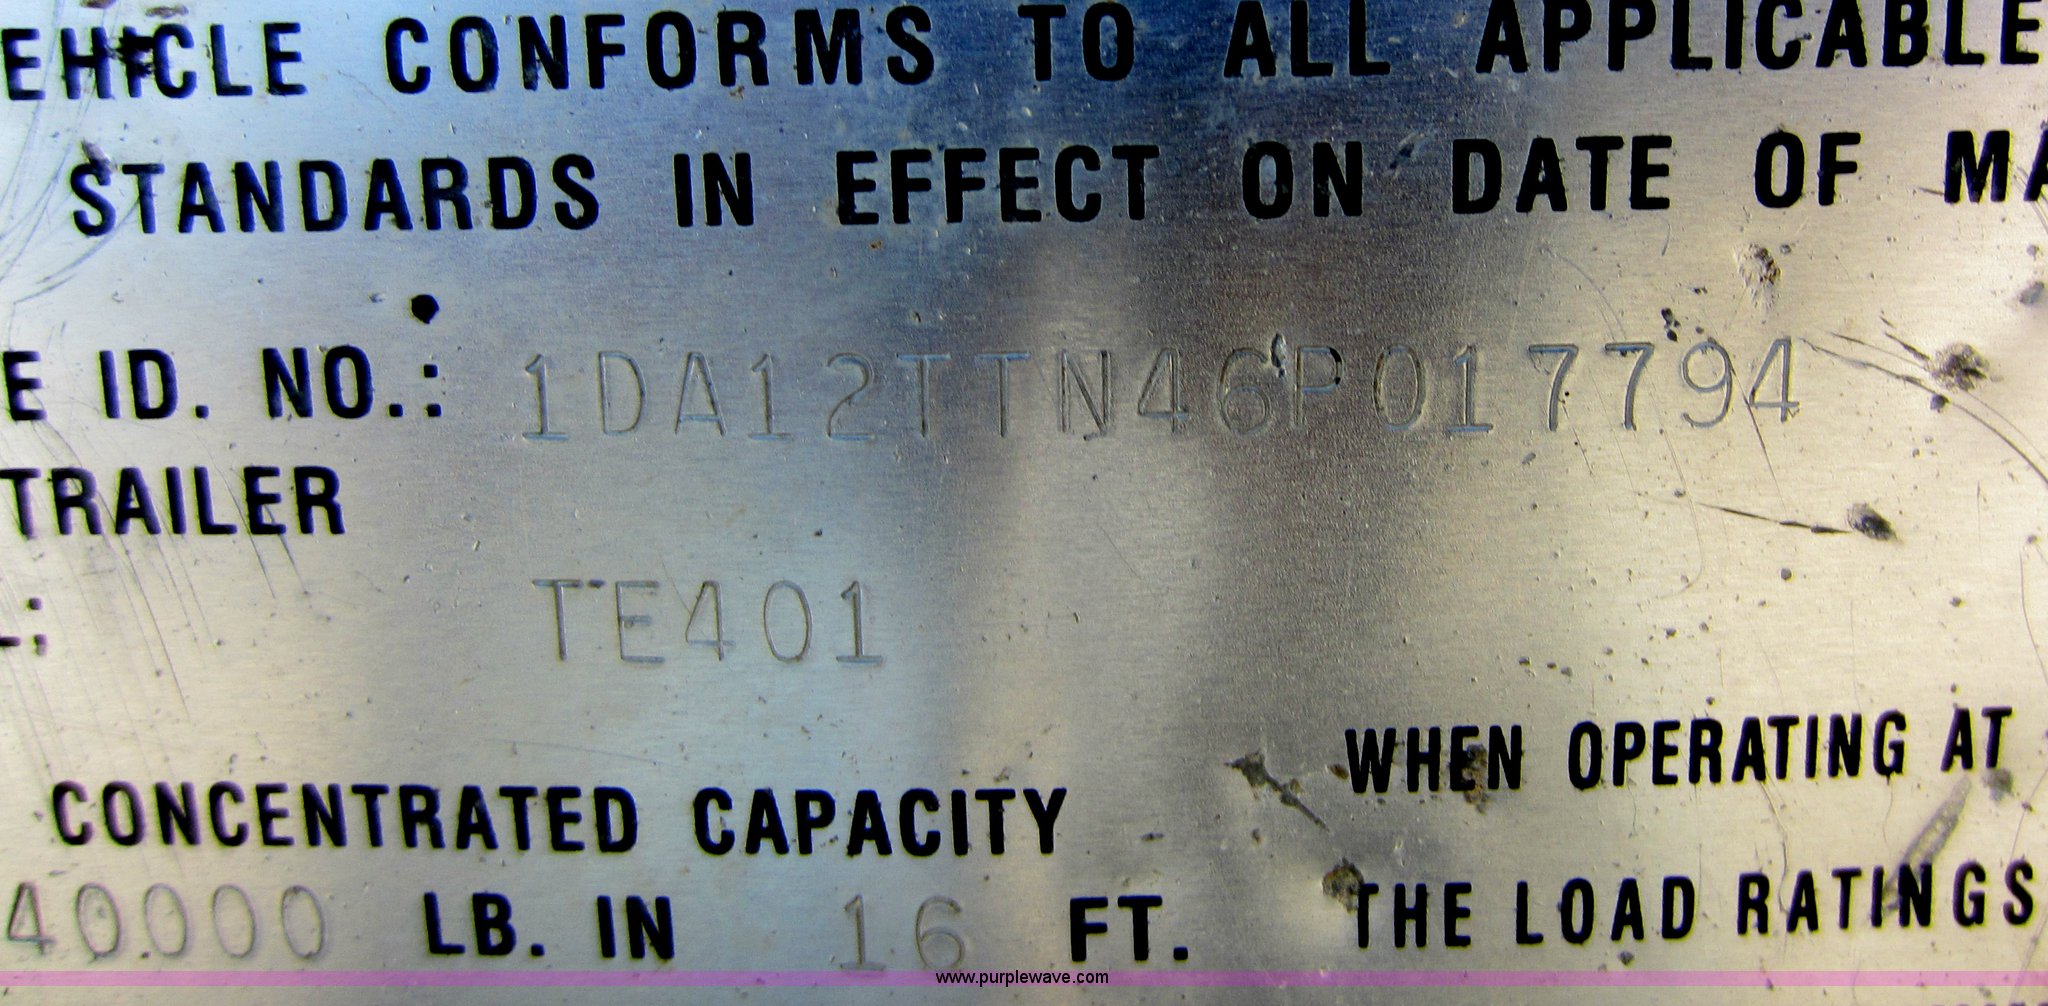 EHICLE CONFORMS TO ALL APPLICABLE
STANDARDS IN EFFECT ON DATE OF MA
E ID. NO.: 1DA12TTN46P017794
TRAILER
L: TE401
CONCENTRATED CAPACITY
40000 LB. IN 16 FT.
WHEN OPERATING AT
THE LOAD RATINGS
www.purplewave.com